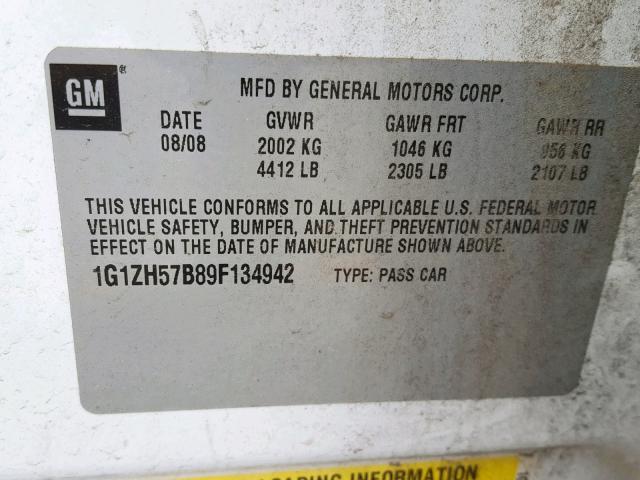 GM®
MFD BY GENERAL MOTORS CORP.
DATE GVWR GAWR FRT GAWR RR
08/08 2002 KG 1046 KG 956 KG
4412 LB 2305 LB 2107 LB
THIS VEHICLE CONFORMS TO ALL APPLICABLE U.S. FEDERAL MOTOR
VEHICLE SAFETY, BUMPER, AND THEFT PREVENTION STANDARDS IN
EFFECT ON THE DATE OF MANUFACTURE SHOWN ABOVE.
1G1ZH57B89F134942 TYPE: PASS CAR
LOADING INFORMATION